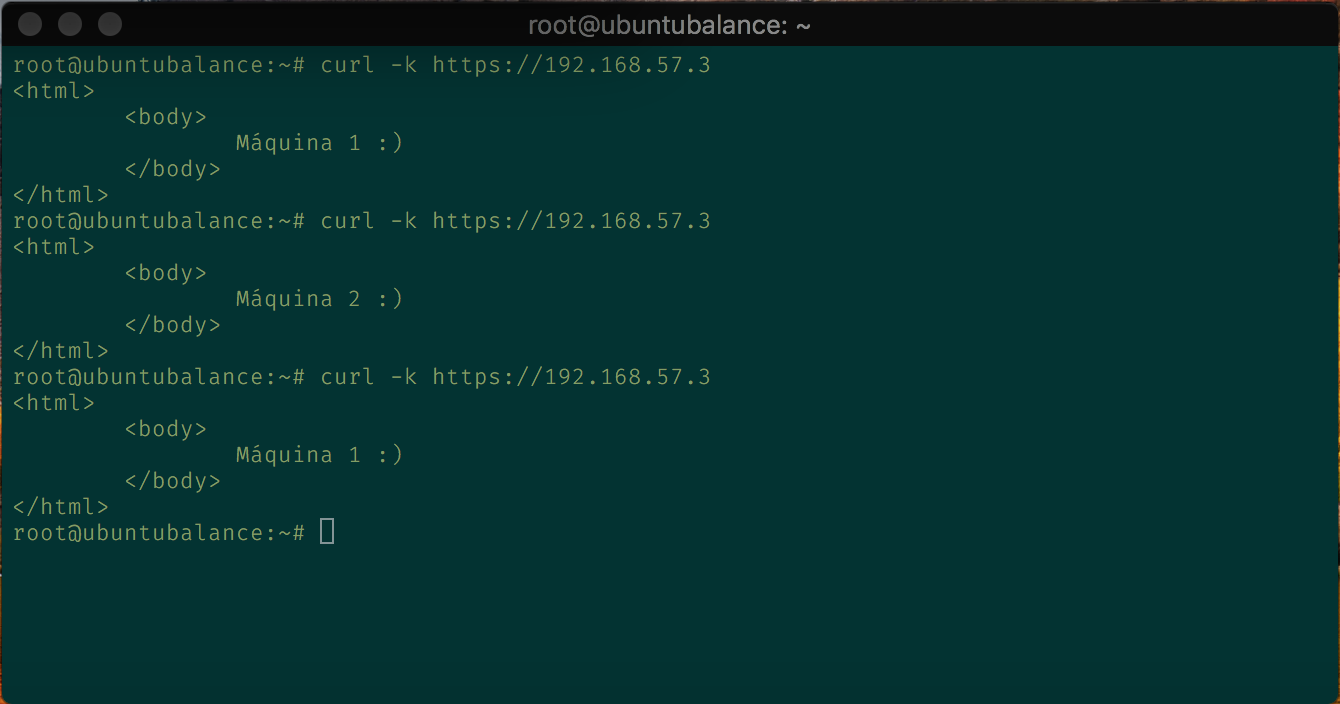 root@ubuntubalance: ~
root@ubuntubalance:~# curl -k https://192.168.57.3
<html>
        <body>
                Máquina 1 :)
        </body>
</html>
root@ubuntubalance:~# curl -k https://192.168.57.3
<html>
        <body>
                Máquina 2 :)
        </body>
</html>
root@ubuntubalance:~# curl -k https://192.168.57.3
<html>
        <body>
                Máquina 1 :)
        </body>
</html>
root@ubuntubalance:~#